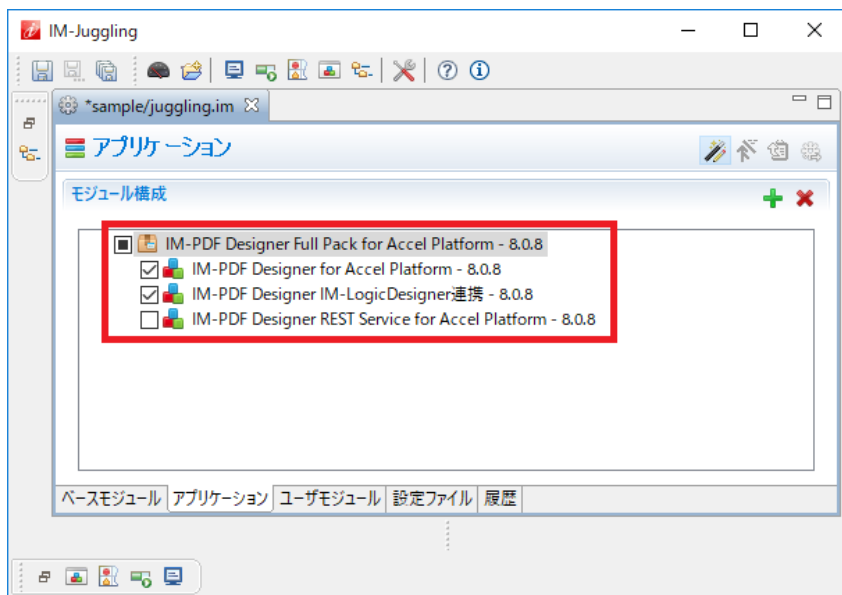 IM-Juggling
*sample/juggling.im
アプリケーション
モジュール構成
IM-PDF Designer Full Pack for Accel Platform - 8.0.8
IM-PDF Designer for Accel Platform - 8.0.8
IM-PDF Designer IM-LogicDesigner連携 - 8.0.8
IM-PDF Designer REST Service for Accel Platform - 8.0.8
ベースモジュール アプリケーション ユーザモジュール 設定ファイル 履歴